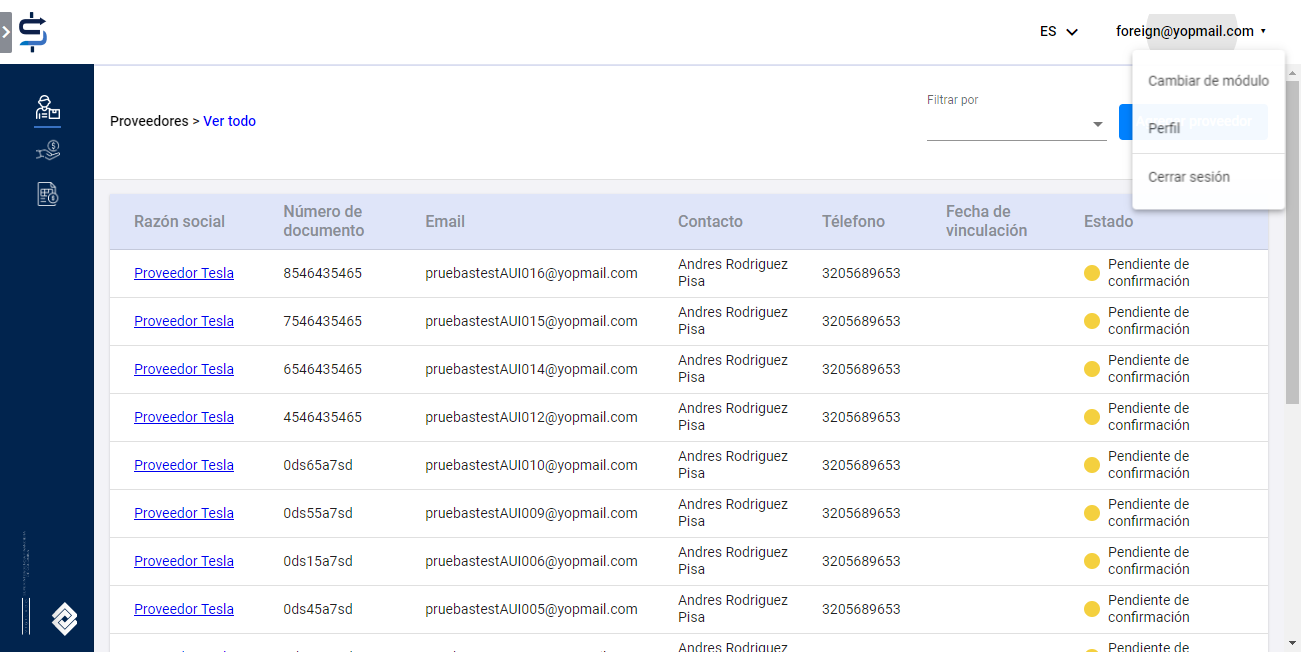 ES
foreign@yopmail.com
Cambiar de módulo
Perfil
Cerrar sesión
Proveedores > Ver todo
Filtrar por
proveedor
Razón social
Número de documento
Email
Contacto
Télefono
Fecha de vinculación
Estado
Proveedor Tesla 8546435465 pruebastestAUI016@yopmail.com Andres Rodriguez Pisa 3205689653 Pendiente de confirmación
Proveedor Tesla 7546435465 pruebastestAUI015@yopmail.com Andres Rodriguez Pisa 3205689653 Pendiente de confirmación
Proveedor Tesla 6546435465 pruebastestAUI014@yopmail.com Andres Rodriguez Pisa 3205689653 Pendiente de confirmación
Proveedor Tesla 4546435465 pruebastestAUI012@yopmail.com Andres Rodriguez Pisa 3205689653 Pendiente de confirmación
Proveedor Tesla 0ds65a7sd pruebastestAUI010@yopmail.com Andres Rodriguez Pisa 3205689653 Pendiente de confirmación
Proveedor Tesla 0ds55a7sd pruebastestAUI009@yopmail.com Andres Rodriguez Pisa 3205689653 Pendiente de confirmación
Proveedor Tesla 0ds15a7sd pruebastestAUI006@yopmail.com Andres Rodriguez Pisa 3205689653 Pendiente de confirmación
Proveedor Tesla 0ds45a7sd pruebastestAUI005@yopmail.com Andres Rodriguez Pisa 3205689653 Pendiente de confirmación
Andres Rodriguez Pendiente de